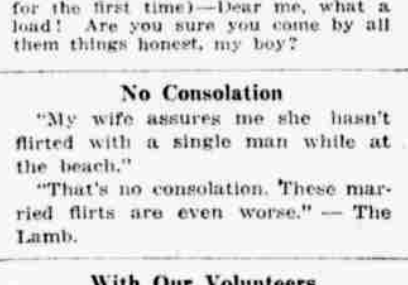 for the first time)—Dear me, what a
load! Are you sure you come by all
them things honest, my boy?
No Consolation
"My wife assures me she hasn't
flirted with a single man while at
the beach."
"That's no consolation. These mar-
ried flirts are even worse." — The
Lamb.
With Our Volunteers